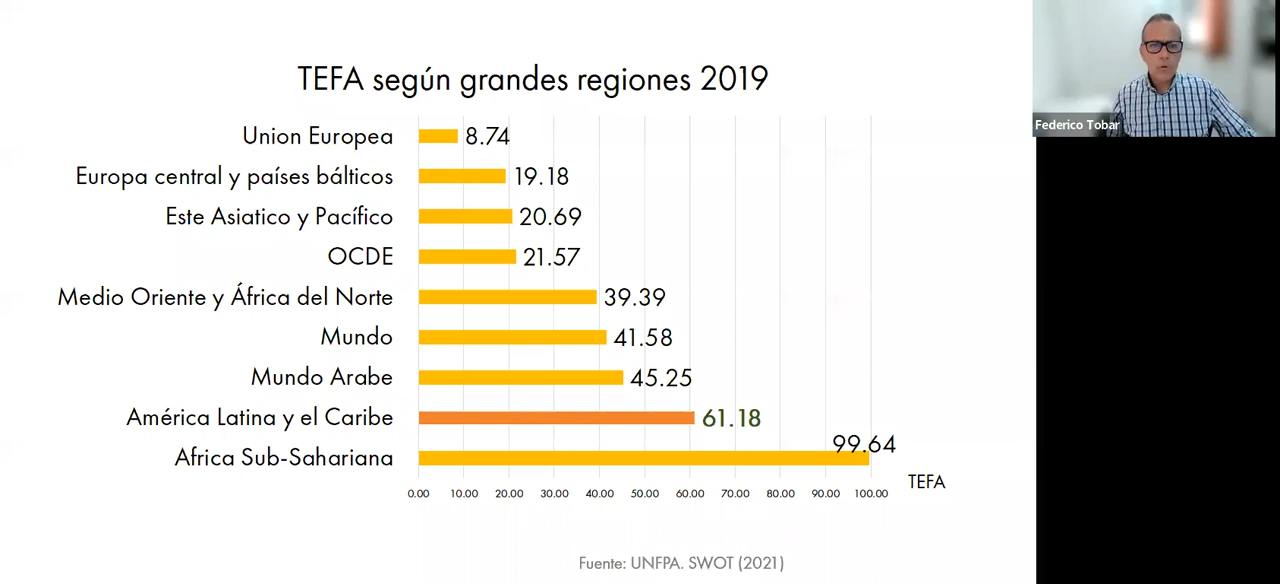 TEFA según grandes regiones 2019
Union Europea 8.74
Europa central y países bálticos 19.18
Este Asiatico y Pacífico 20.69
OCDE 21.57
Medio Oriente y África del Norte 39.39
Mundo 41.58
Mundo Arabe 45.25
América Latina y el Caribe 61.18
Africa Sub-Sahariana 99.64
0.00 10.00 20.00 30.00 40.00 50.00 60.00 70.00 80.00 90.00 100.00
TEFA
Fuente: UNFPA. SWOT (2021)
Federico Tobar